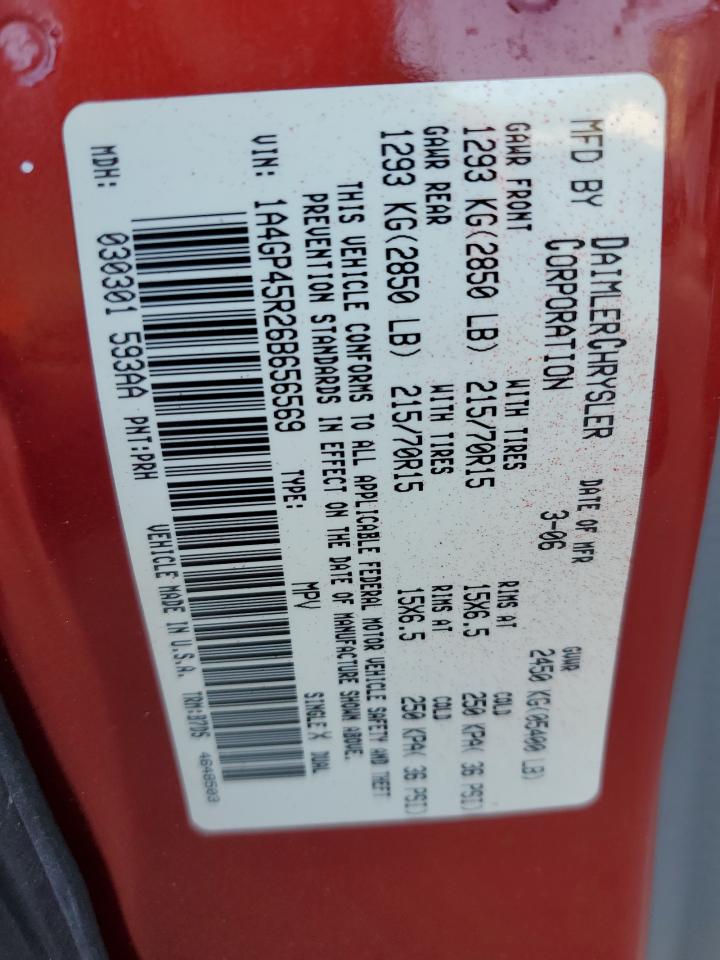 MFD BY DAIMLERCHRYSLER CORPORATION DATE OF MFR 3-06 GVWR 2450 KG(05400 LB)
GAWR FRONT WITH TIRES RIMS AT COLD
1293 KG(2850 LB) 215/70R15 15X6.5 250 KPA( 36 PSI)
GAWR REAR WITH TIRES RIMS AT COLD
1293 KG(2850 LB) 215/70R15 15X6.5 250 KPA( 36 PSI)
THIS VEHICLE CONFORMS TO ALL APPLICABLE FEDERAL MOTOR VEHICLE SAFETY AND THEFT
PREVENTION STANDARDS IN EFFECT ON THE DATE OF MANUFACTURE SHOWN ABOVE.
VIN: 1A4GP45R26B656569 TYPE: MPV SINGLE X DUAL
MDH: 030301 593AA PNT:PRH VEHICLE MADE IN U.S.A. TRM:B7D5 4648503